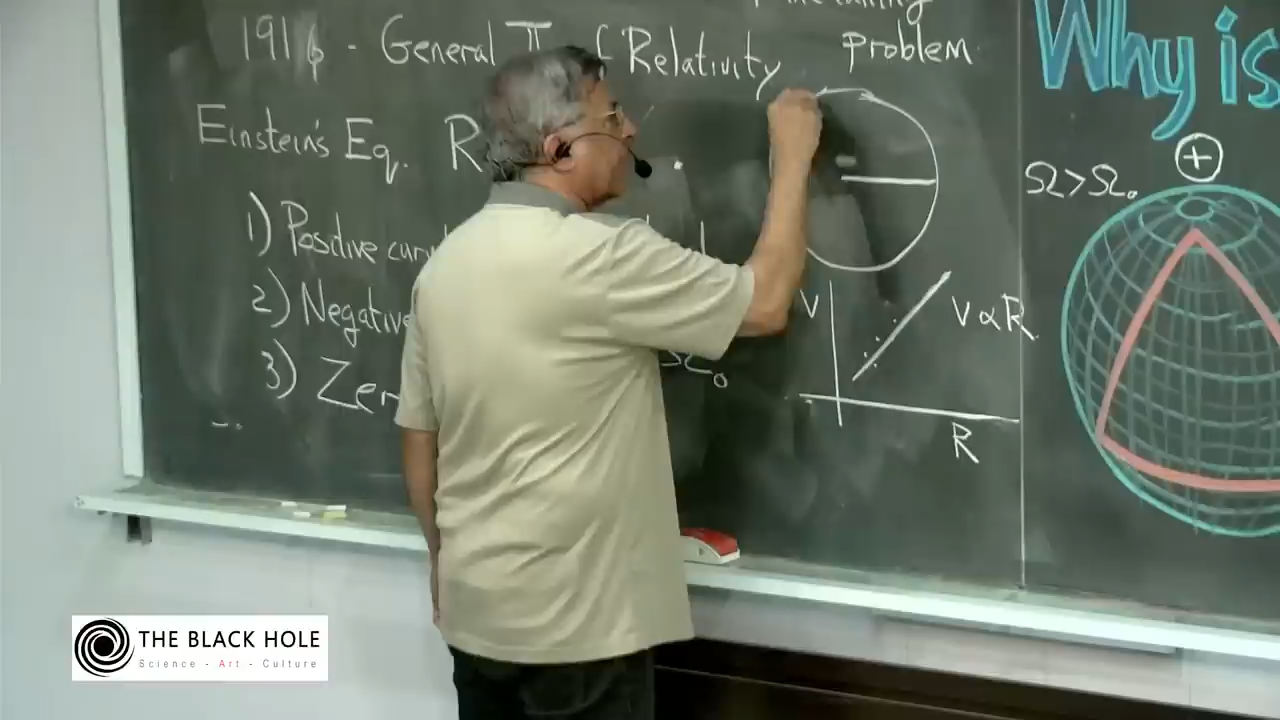 1916 - General Relativity
tuning
problem
Why is
Einstein's Eq. R
Ω>Ω₀
+
1) Positive curv
2) Negative
3) Zer
V
V ∝ R
R
THE BLACK HOLE
Science - Art - Culture